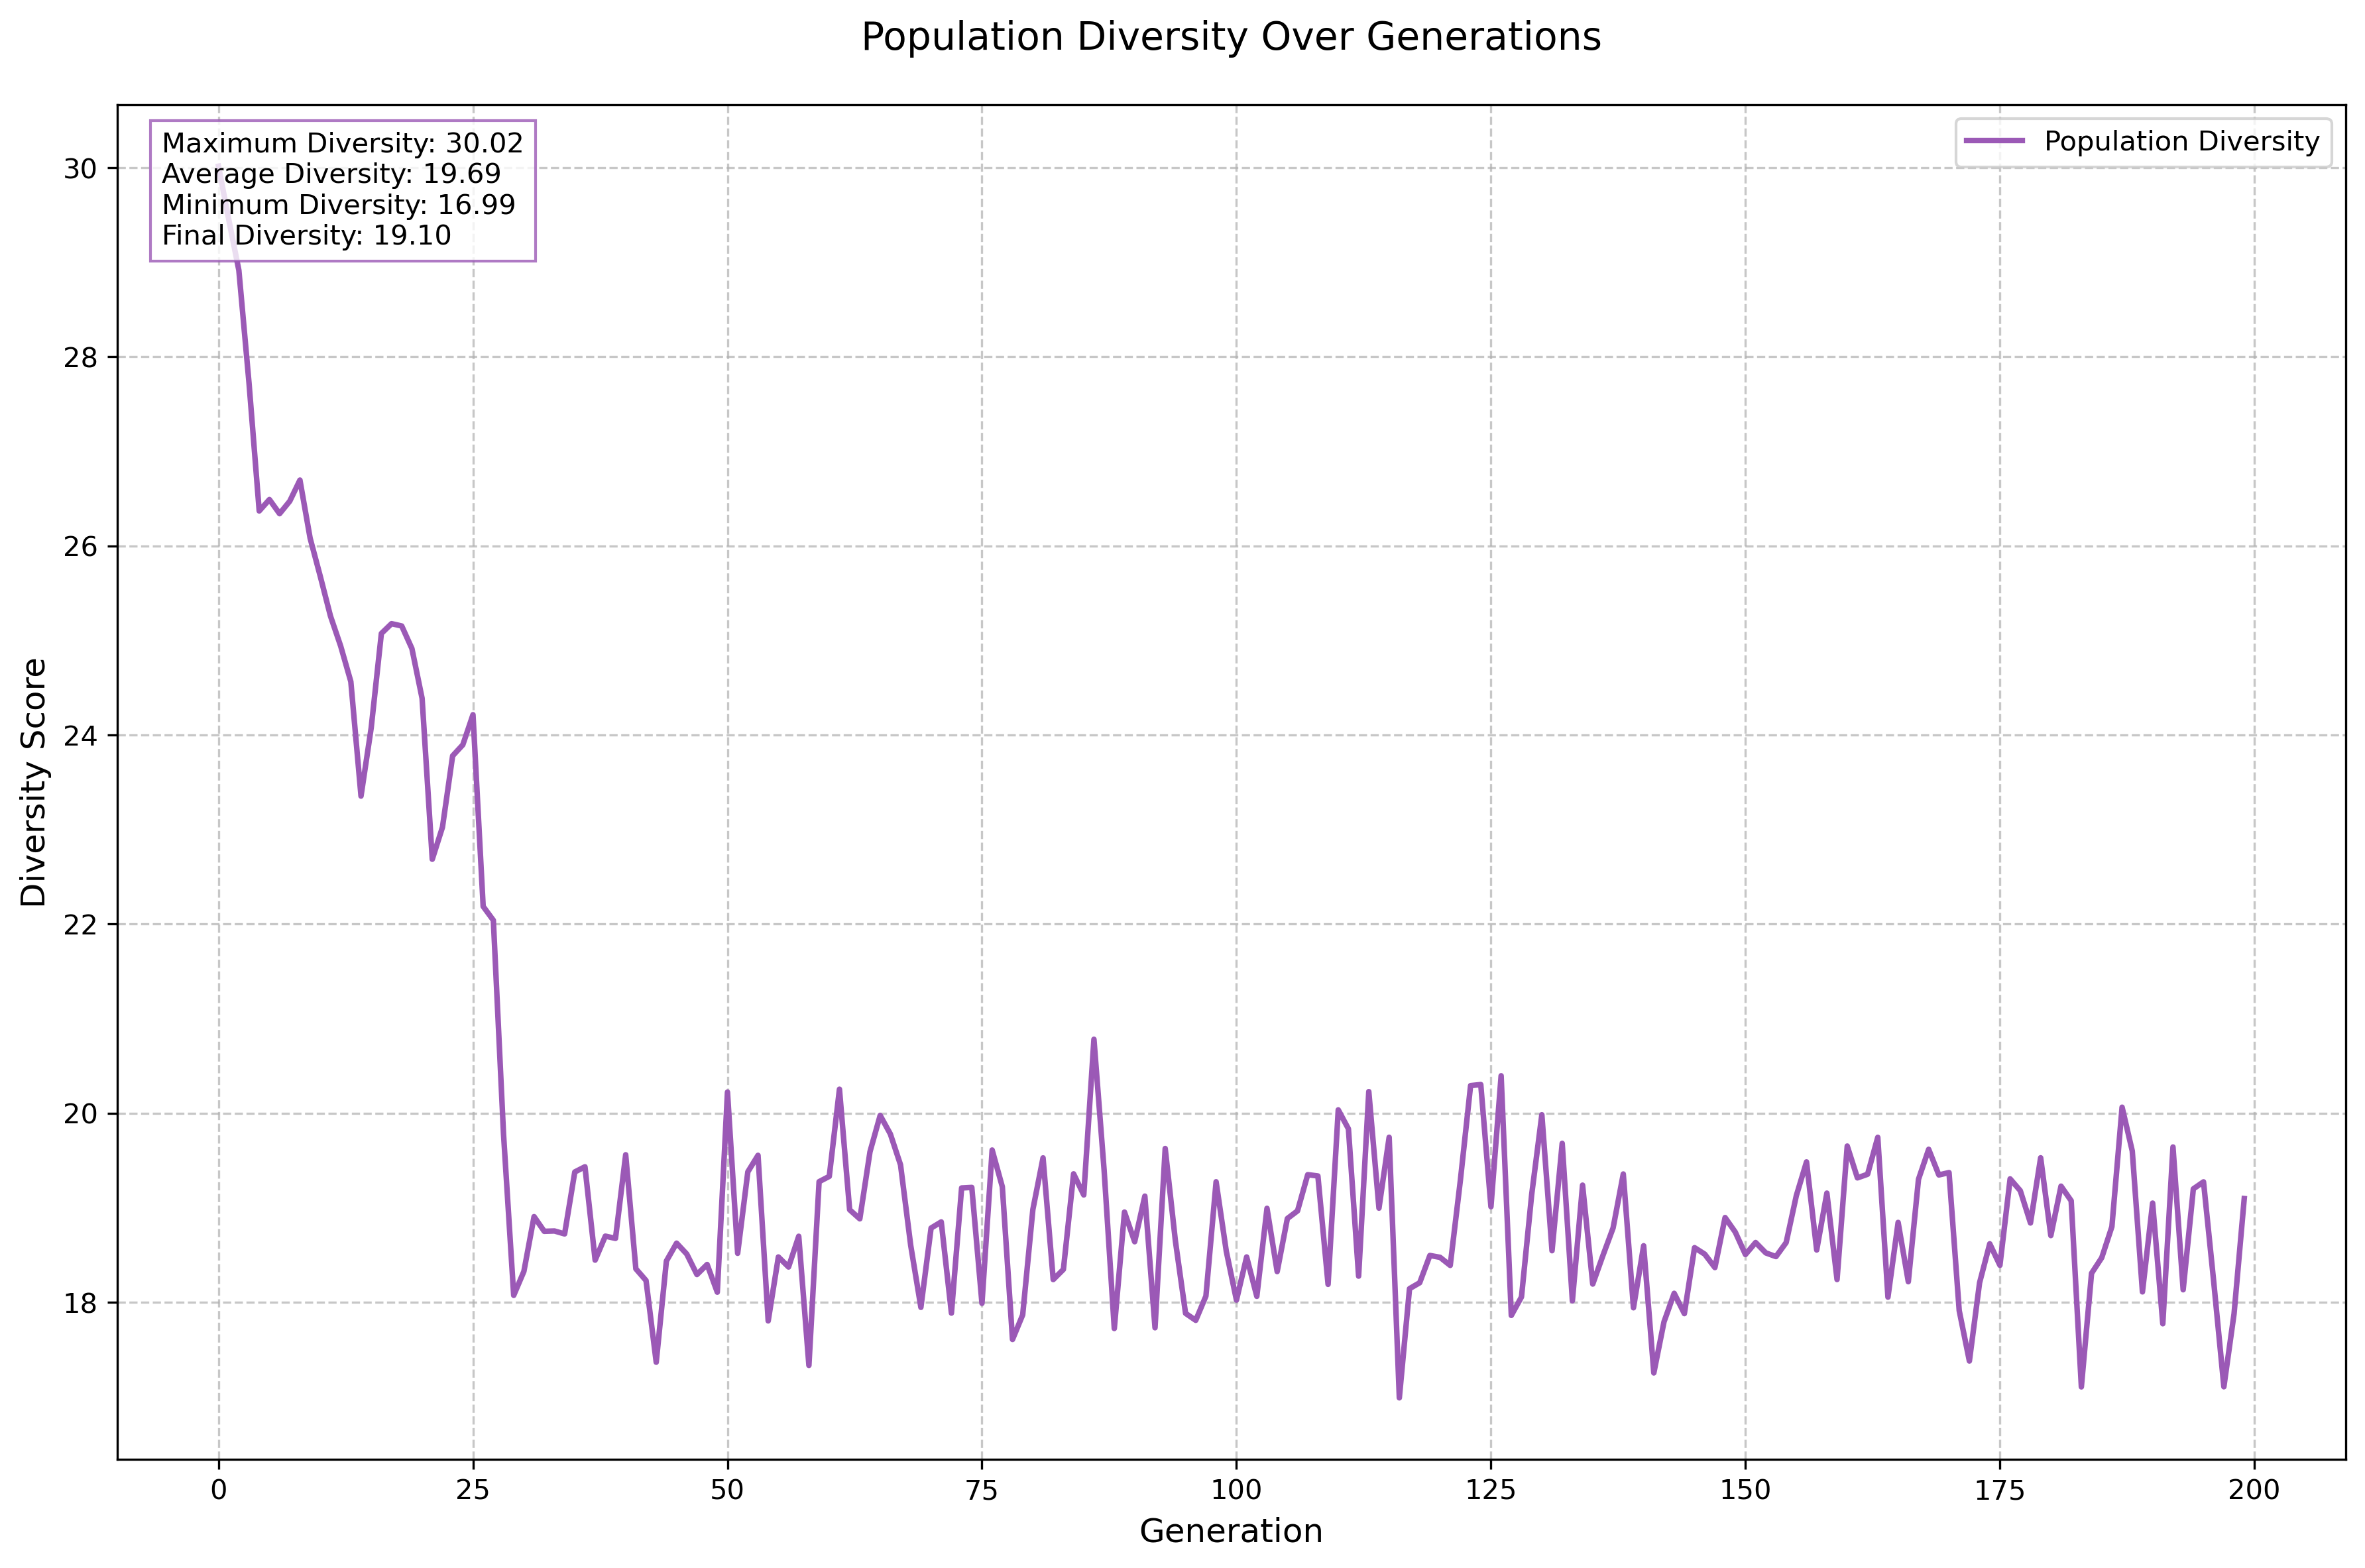 Population Diversity Over Generations
Maximum Diversity: 30.02
Average Diversity: 19.69
Minimum Diversity: 16.99
Final Diversity: 19.10
Population Diversity
Diversity Score
30
28
26
24
22
20
18
0 25 50 75 100 125 150 175 200
Generation